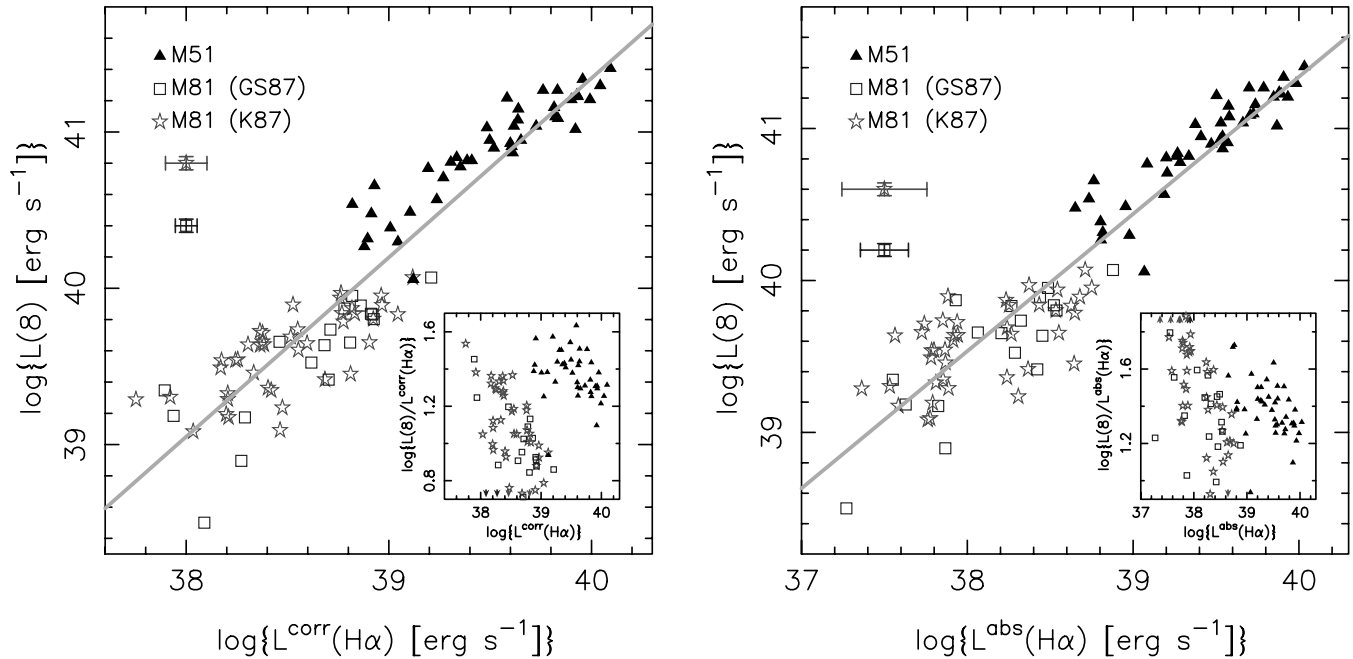 M51
M81 (GS87)
M81 (K87)
41
40
39
log{L(8) [erg s⁻¹]}
38
39
40
log{L^corr(Hα) [erg s⁻¹]}
1.6
1.2
0.8
log{L(8)/L^corr(Hα)}
38
39
40
log{L^corr(Hα)}
M51
M81 (GS87)
M81 (K87)
41
40
39
log{L(8) [erg s⁻¹]}
37
38
39
40
log{L^abs(Hα) [erg s⁻¹]}
1.6
1.2
log{L(8)/L^abs(Hα)}
37
38
39
40
log{L^abs(Hα)}